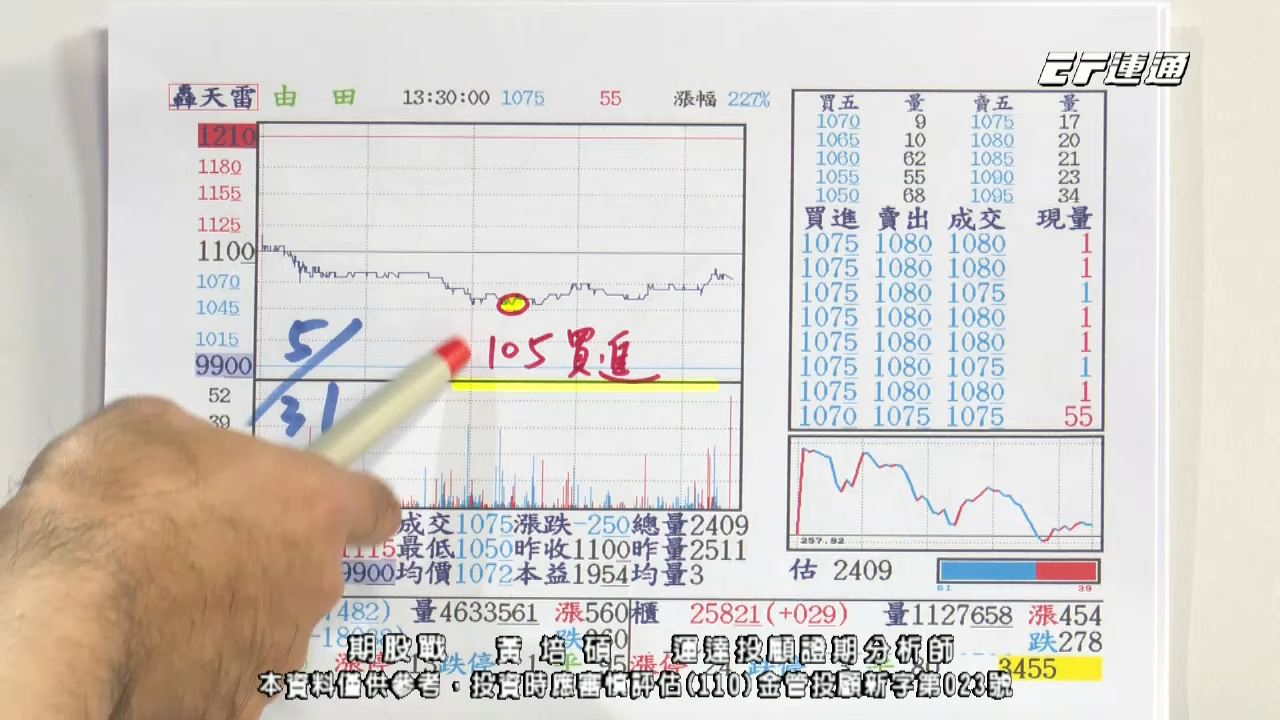 EF運通
轟天雷 由田 13:30:00 1075 55 漲幅 227%
1210
1180
1155
1125
1100
1070
1045
1015
9900
52
39
5/31
105買進
買五 量 賣五 量
1070 9 1075 17
1065 10 1080 20
1060 62 1085 21
1055 55 1090 23
1050 68 1095 34
買進 賣出 成交 現量
1075 1080 1080 1
1075 1080 1080 1
1075 1080 1075 1
1075 1080 1080 1
1075 1080 1080 1
1075 1080 1075 1
1075 1080 1080 1
1070 1075 1075 55
257.92
估 2409
61 39
成交1075漲跌-250總量2409
1115最低1050昨收1100昨量2511
9900均價1072本益1954均量3
7482) 量4633561 漲560櫃 25821(+029) 量1127658 漲454
跌278
3455
期股戰 黃培碩 運達投顧證期分析師
本資料僅供參考，投資時應審慎評估(110)金管投顧新字第023號